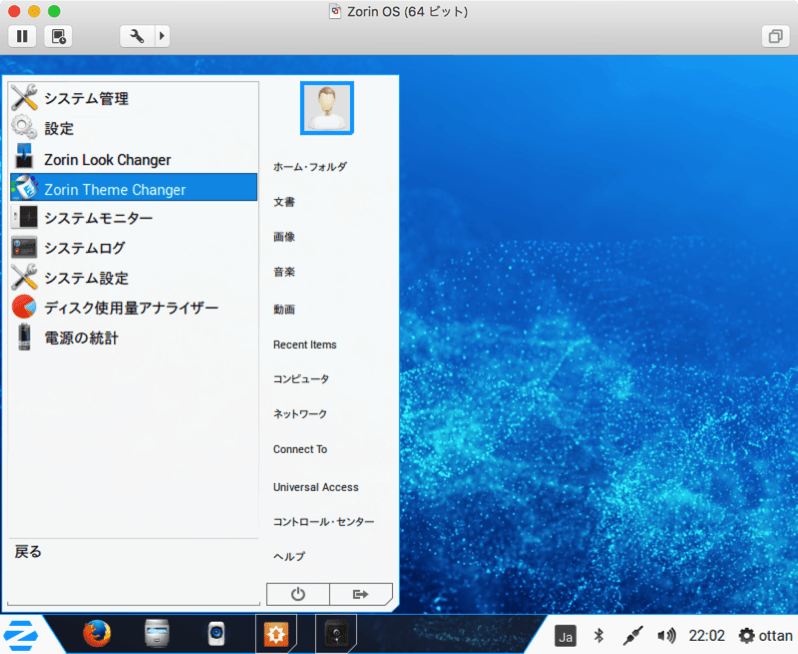 Zorin OS (64 ビット)
システム管理
設定
Zorin Look Changer
Zorin Theme Changer
システムモニター
システムログ
システム設定
ディスク使用量アナライザー
電源の統計
戻る
ホーム・フォルダ
文書
画像
音楽
動画
Recent Items
コンピュータ
ネットワーク
Connect To
Universal Access
コントロール・センター
ヘルプ
Ja
22:02
ottan